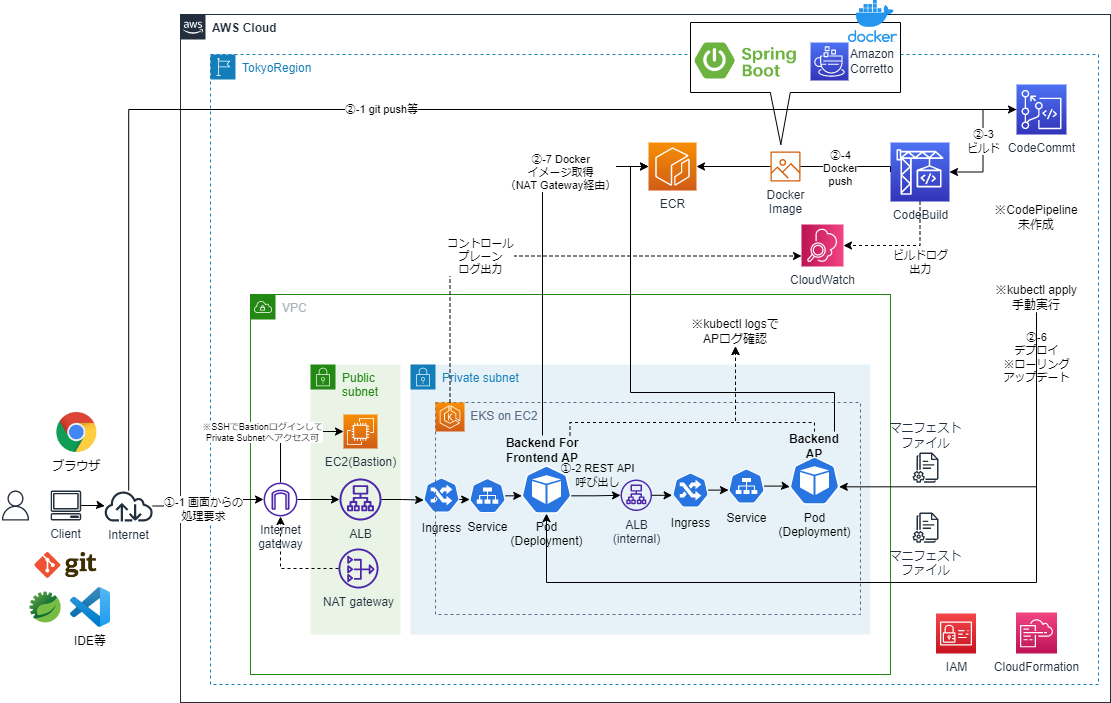 aws
AWS Cloud
TokyoRegion
docker
Spring
Boot
Amazon
Corretto
②-1 git push等
②-3
ビルド
CodeCommt
②-7 Docker
イメージ取得
(NAT Gateway経由)
ECR
Docker
Image
②-4
Docker
push
CodeBuild
※CodePipeline
未作成
コントロール
プレーン
ログ出力
CloudWatch
ビルドログ
出力
※kubectl apply
手動実行
②-6
デプロイ
※ローリング
アップデート
VPC
※kubectl logsで
APログ確認
Public
subnet
Private subnet
EKS on EC2
ブラウザ
※SSHでBastionログインして
Private Subnetへアクセス可
EC2(Bastion)
Backend For
Frontend AP
①-2 REST API
呼び出し
Backend
AP
マニフェスト
ファイル
Client
Internet
①-1 画面からの
処理要求
Internet
gateway
ALB
Ingress
Service
Pod
(Deployment)
ALB
(internal)
Ingress
Service
Pod
(Deployment)
マニフェスト
ファイル
git
NAT gateway
IDE等
IAM
CloudFormation